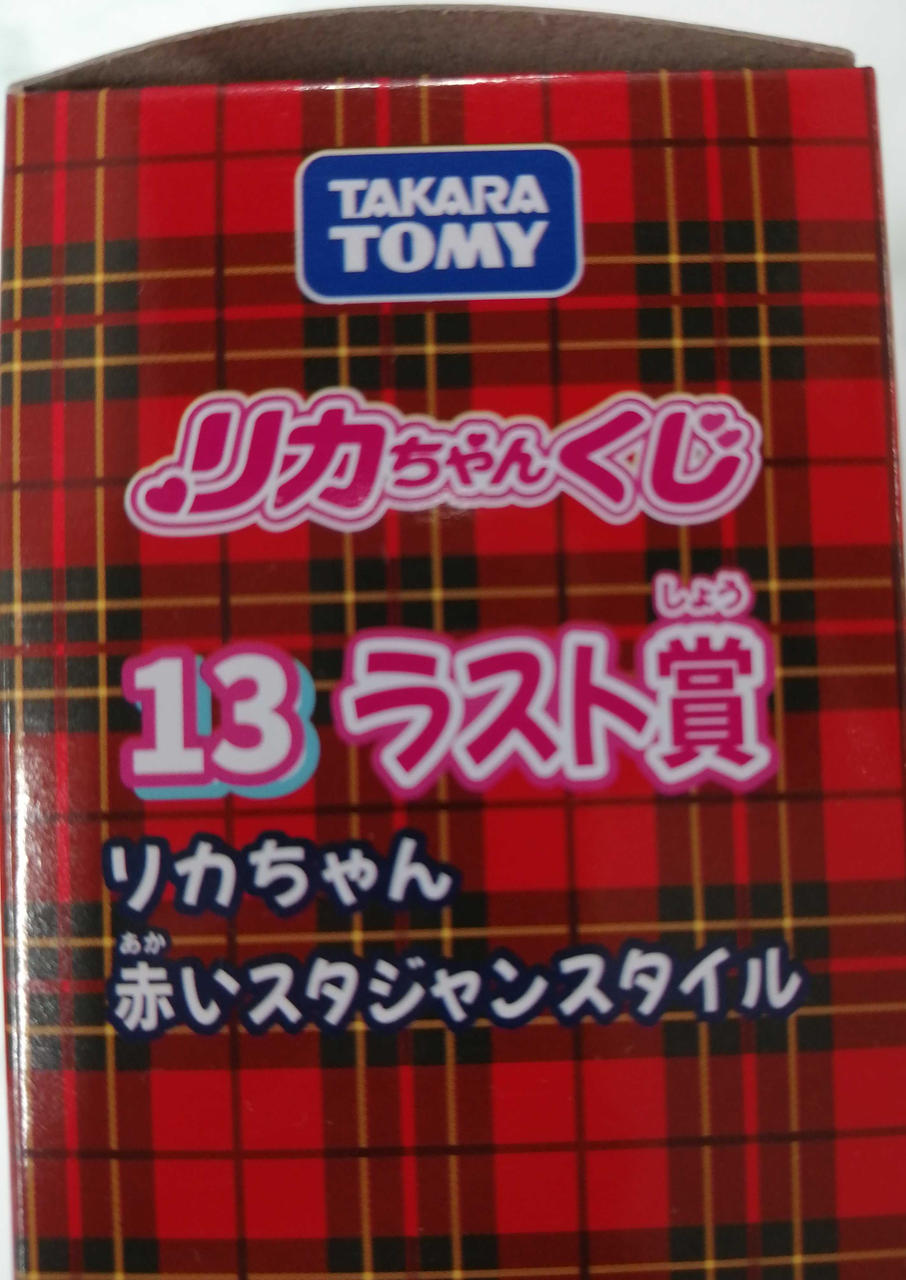 TAKARA
TOMY
リカちゃんくじ
しょう
13 ラスト賞
リカちゃん
あか
赤いスタジャンスタイル